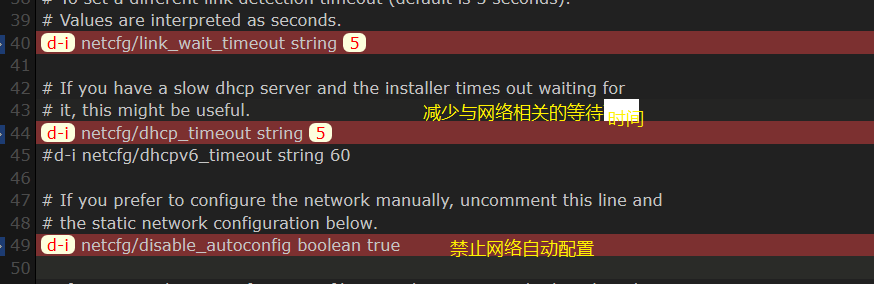 # To set a different link detection timeout (default is 3 seconds).
39 # Values are interpreted as seconds.
40 d-i netcfg/link_wait_timeout string 5
41
42 # If you have a slow dhcp server and the installer times out waiting for
43 # it, this might be useful. 减少与网络相关的等待时间
44 d-i netcfg/dhcp_timeout string 5
45 #d-i netcfg/dhcpv6_timeout string 60
46
47 # If you prefer to configure the network manually, uncomment this line and
48 # the static network configuration below.
49 d-i netcfg/disable_autoconfig boolean true 禁止网络自动配置
50